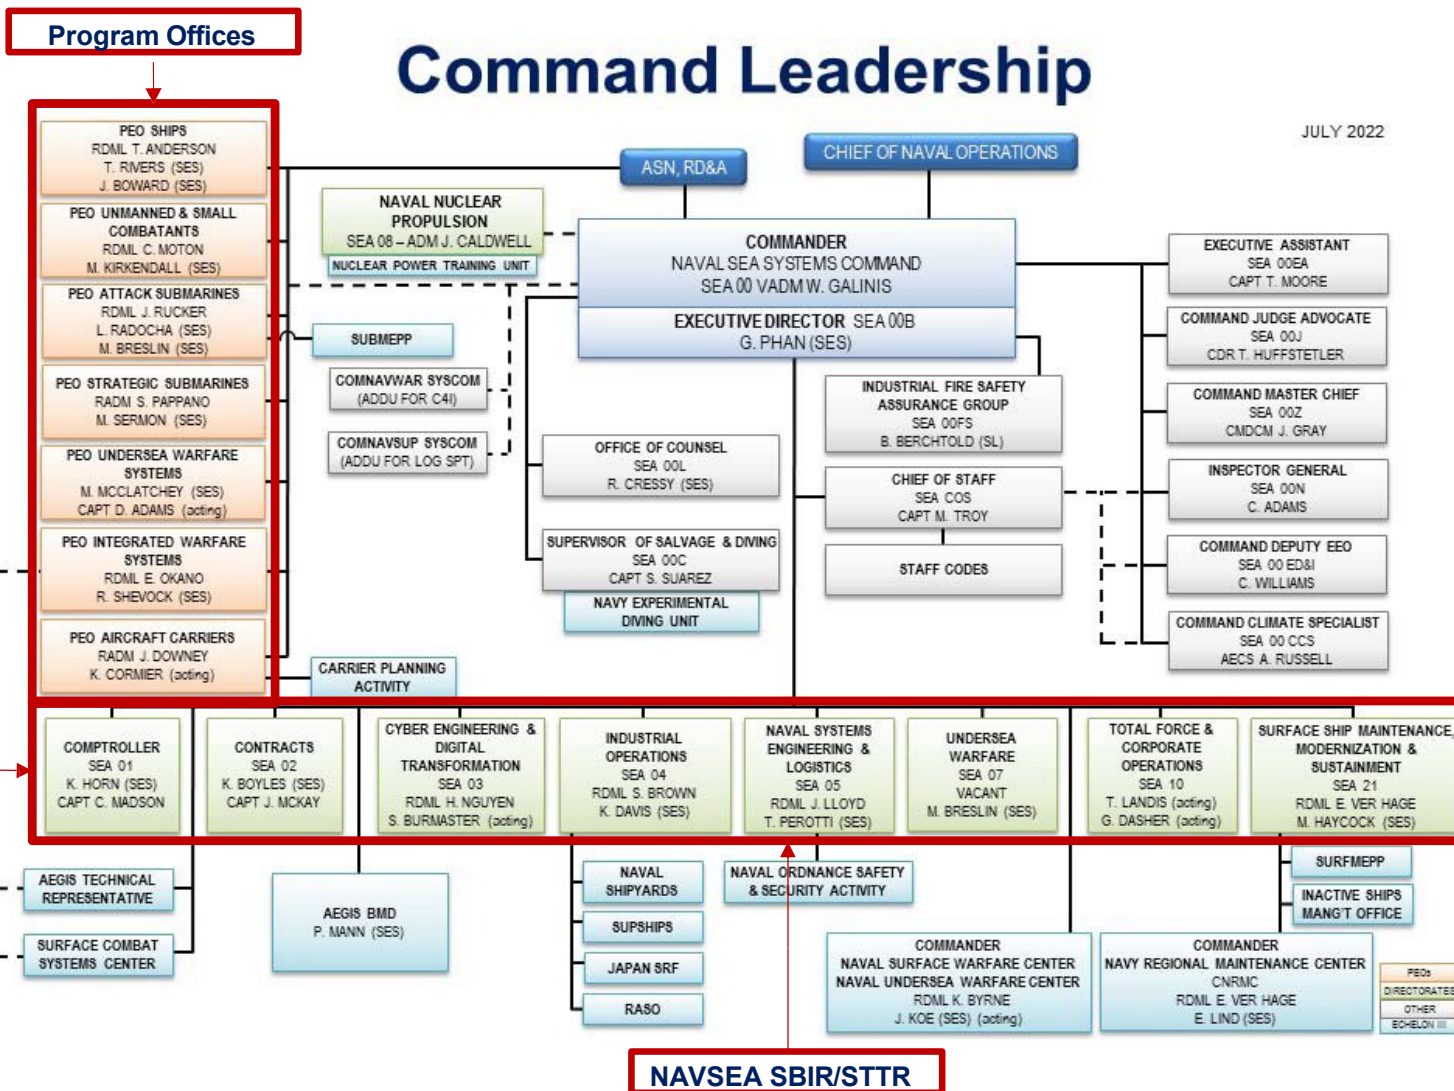 Program Offices
Command Leadership
JULY 2022
PEO SHIPS
RDML T. ANDERSON
T. RIVERS (SES)
J. BOWARD (SES)
PEO UNMANNED & SMALL
COMBATANTS
RDML C. MOTON
M. KIRKENDALL (SES)
PEO ATTACK SUBMARINES
RDML J. RUCKER
L. RADOCHA (SES)
M. BRESLIN (SES)
PEO STRATEGIC SUBMARINES
RADM S. PAPPANO
M. SERMON (SES)
PEO UNDERSEA WARFARE
SYSTEMS
M. MCCLATCHEY (SES)
CAPT D. ADAMS (acting)
PEO INTEGRATED WARFARE
SYSTEMS
RDML E. OKANO
R. SHEVOCK (SES)
PEO AIRCRAFT CARRIERS
RADM J. DOWNEY
K. CORMIER (acting)
ASN, RD&A
CHIEF OF NAVAL OPERATIONS
NAVAL NUCLEAR
PROPULSION
SEA 08 – ADM J. CALDWELL
NUCLEAR POWER TRAINING UNIT
COMMANDER
NAVAL SEA SYSTEMS COMMAND
SEA 00 VADM W. GALINIS
EXECUTIVE DIRECTOR SEA 00B
G. PHAN (SES)
SUBMEPP
COMNAVWAR SYSCOM
(ADDU FOR C4I)
COMNAVSUP SYSCOM
(ADDU FOR LOG SPT)
OFFICE OF COUNSEL
SEA 00L
R. CRESSY (SES)
SUPERVISOR OF SALVAGE & DIVING
SEA 00C
CAPT S. SUAREZ
NAVY EXPERIMENTAL
DIVING UNIT
CARRIER PLANNING
ACTIVITY
INDUSTRIAL FIRE SAFETY
ASSURANCE GROUP
SEA 00FS
B. BERCHTOLD (SL)
CHIEF OF STAFF
SEA COS
CAPT M. TROY
STAFF CODES
EXECUTIVE ASSISTANT
SEA 00EA
CAPT T. MOORE
COMMAND JUDGE ADVOCATE
SEA 00J
CDR T. HUFFSTETLER
COMMAND MASTER CHIEF
SEA 00Z
CMDCM J. GRAY
INSPECTOR GENERAL
SEA 00N
C. ADAMS
COMMAND DEPUTY EEO
SEA 00 ED&I
C. WILLIAMS
COMMAND CLIMATE SPECIALIST
SEA 00 CCS
AECS A. RUSSELL
COMPTROLLER
SEA 01
K. HORN (SES)
CAPT C. MADSON
CONTRACTS
SEA 02
K. BOYLES (SES)
CAPT J. MCKAY
CYBER ENGINEERING &
DIGITAL
TRANSFORMATION
SEA 03
RDML H. NGUYEN
S. BURMASTER (acting)
INDUSTRIAL
OPERATIONS
SEA 04
RDML S. BROWN
K. DAVIS (SES)
NAVAL SYSTEMS
ENGINEERING &
LOGISTICS
SEA 05
RDML J. LLOYD
T. PEROTTI (SES)
UNDERSEA
WARFARE
SEA 07
VACANT
M. BRESLIN (SES)
TOTAL FORCE &
CORPORATE
OPERATIONS
SEA 10
T. LANDIS (acting)
G. DASHER (acting)
SURFACE SHIP MAINTENANCE,
MODERNIZATION &
SUSTAINMENT
SEA 21
RDML E. VER HAGE
M. HAYCOCK (SES)
AEGIS TECHNICAL
REPRESENTATIVE
SURFACE COMBAT
SYSTEMS CENTER
AEGIS BMD
P. MANN (SES)
NAVAL
SHIPYARDS
SUPSHIPS
JAPAN SRF
RASO
NAVAL ORDNANCE SAFETY
& SECURITY ACTIVITY
COMMANDER
NAVAL SURFACE WARFARE CENTER
NAVAL UNDERSEA WARFARE CENTER
RDML K. BYRNE
J. KOE (SES) (acting)
SURFMEPP
INACTIVE SHIPS
MANG'T OFFICE
COMMANDER
NAVY REGIONAL MAINTENANCE CENTER
CNRMC
RDML E. VER HAGE
E. LIND (SES)
PEOs
DIRECTORATES
OTHER
ECHELON III
NAVSEA SBIR/STTR